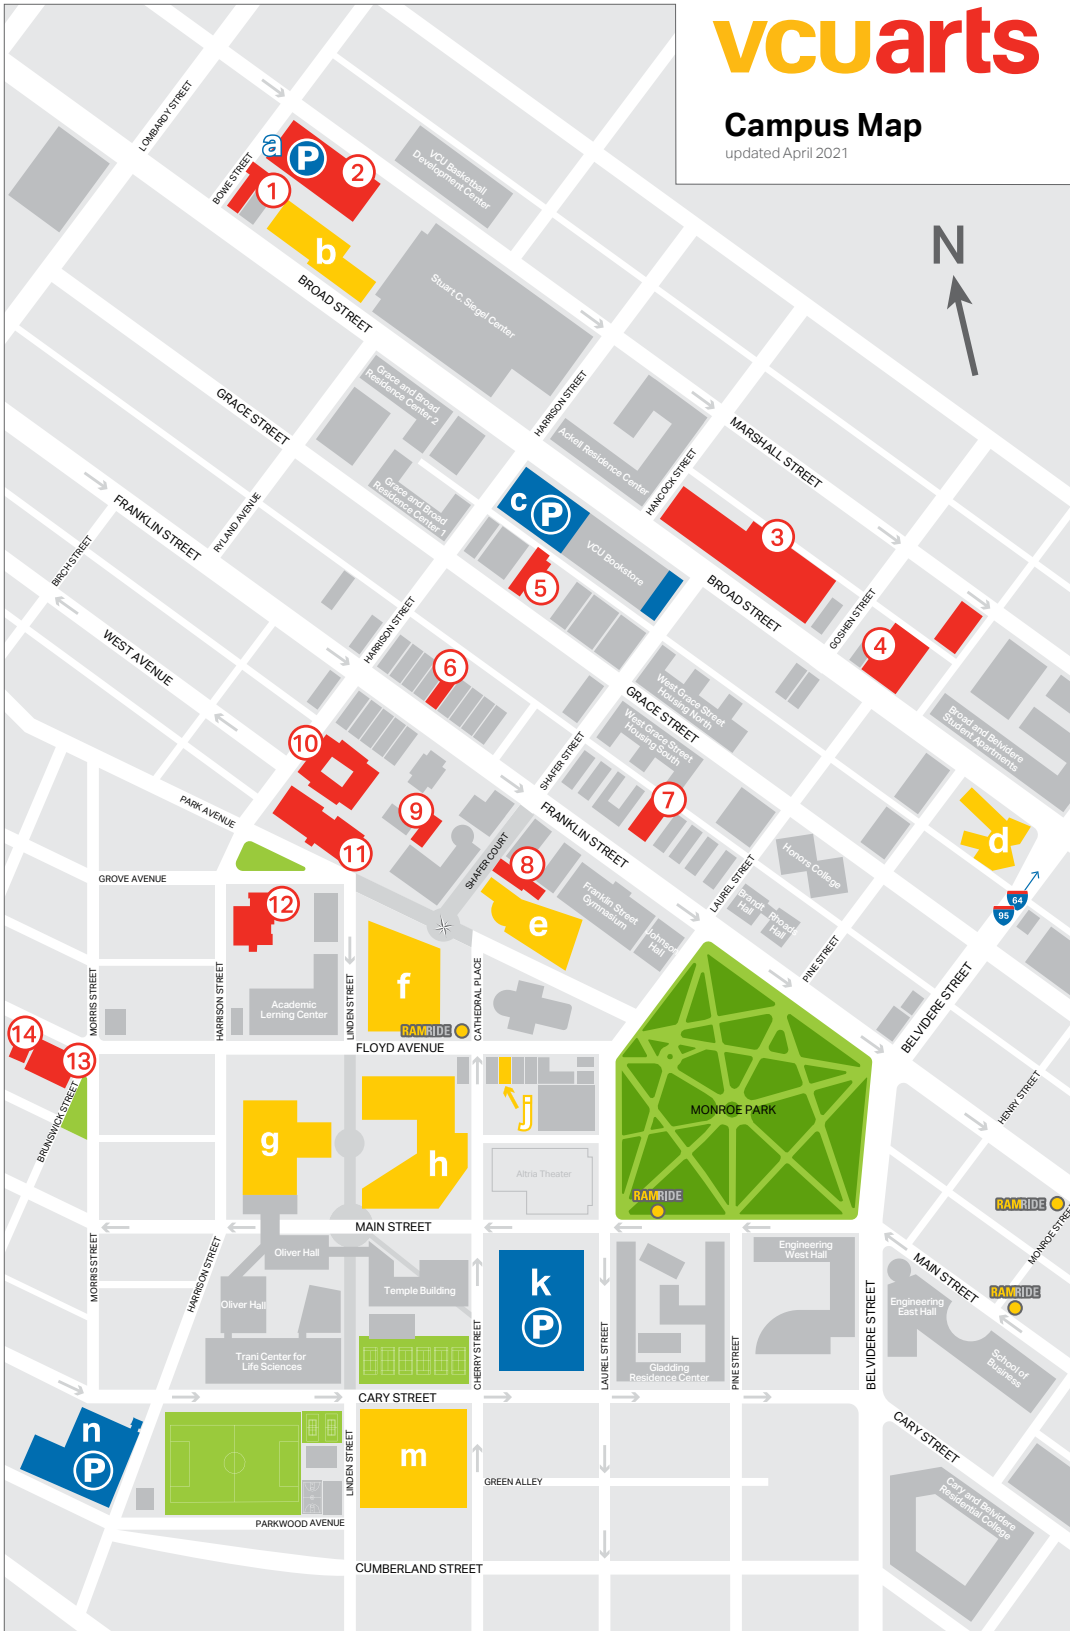 vcuarts
Campus Map
updated April 2021
N
LOMBARDY STREET
BOWE STREET
a
P
2
1
VCU Basketball
Development Center
b
BROAD STREET
Stuart C. Siegel Center
GRACE STREET
Grace and Broad
Residence Center 2
HARRISON STREET
Ackell Residence Center
HANCOCK STREET
MARSHALL STREET
Grace and Broad
Residence Center 1
c
P
VCU Bookstore
3
FRANKLIN STREET
RYLAND AVENUE
BIRCH STREET
5
BROAD STREET
GOSHEN STREET
4
HARRISON STREET
WEST AVENUE
6
West Grace Street
Housing North
GRACE STREET
West Grace Street
Housing South
Broad and Belvidere
Student Apartments
10
SHAFER STREET
PARK AVENUE
9
FRANKLIN STREET
7
d
11
SHAFER COURT
8
Honors College
GROVE AVENUE
LAUREL STREET
64
95
12
Franklin Street
Gymnasium
Brandt
Hall
Rhoads
Hall
e
Johnson
Hall
PINE STREET
MORRIS STREET
HARRISON STREET
Academic
Lerning Center
LINDEN STREET
f
CATHEDRAL PLACE
RAMRIDE
BELVIDERE STREET
14
13
FLOYD AVENUE
BRUNSWICK STREET
j
MONROE PARK
HENRY STREET
g
h
Altria Theater
RAMRIDE
RAMRIDE
MAIN STREET
MONROE STREET
MORRIS STREET
HARRISON STREET
Oliver Hall
Engineering
West Hall
MAIN STREET
Temple Building
k
P
RAMRIDE
Oliver Hall
Engineering
East Hall
Trani Center for
Life Sciences
CHERRY STREET
LAUREL STREET
Gladding
Residence Center
PINE STREET
BELVIDERE STREET
School of
Business
CARY STREET
CARY STREET
n
P
LINDEN STREET
m
GREEN ALLEY
Cary and Belvidere
Residential College
PARKWOOD AVENUE
CUMBERLAND STREET